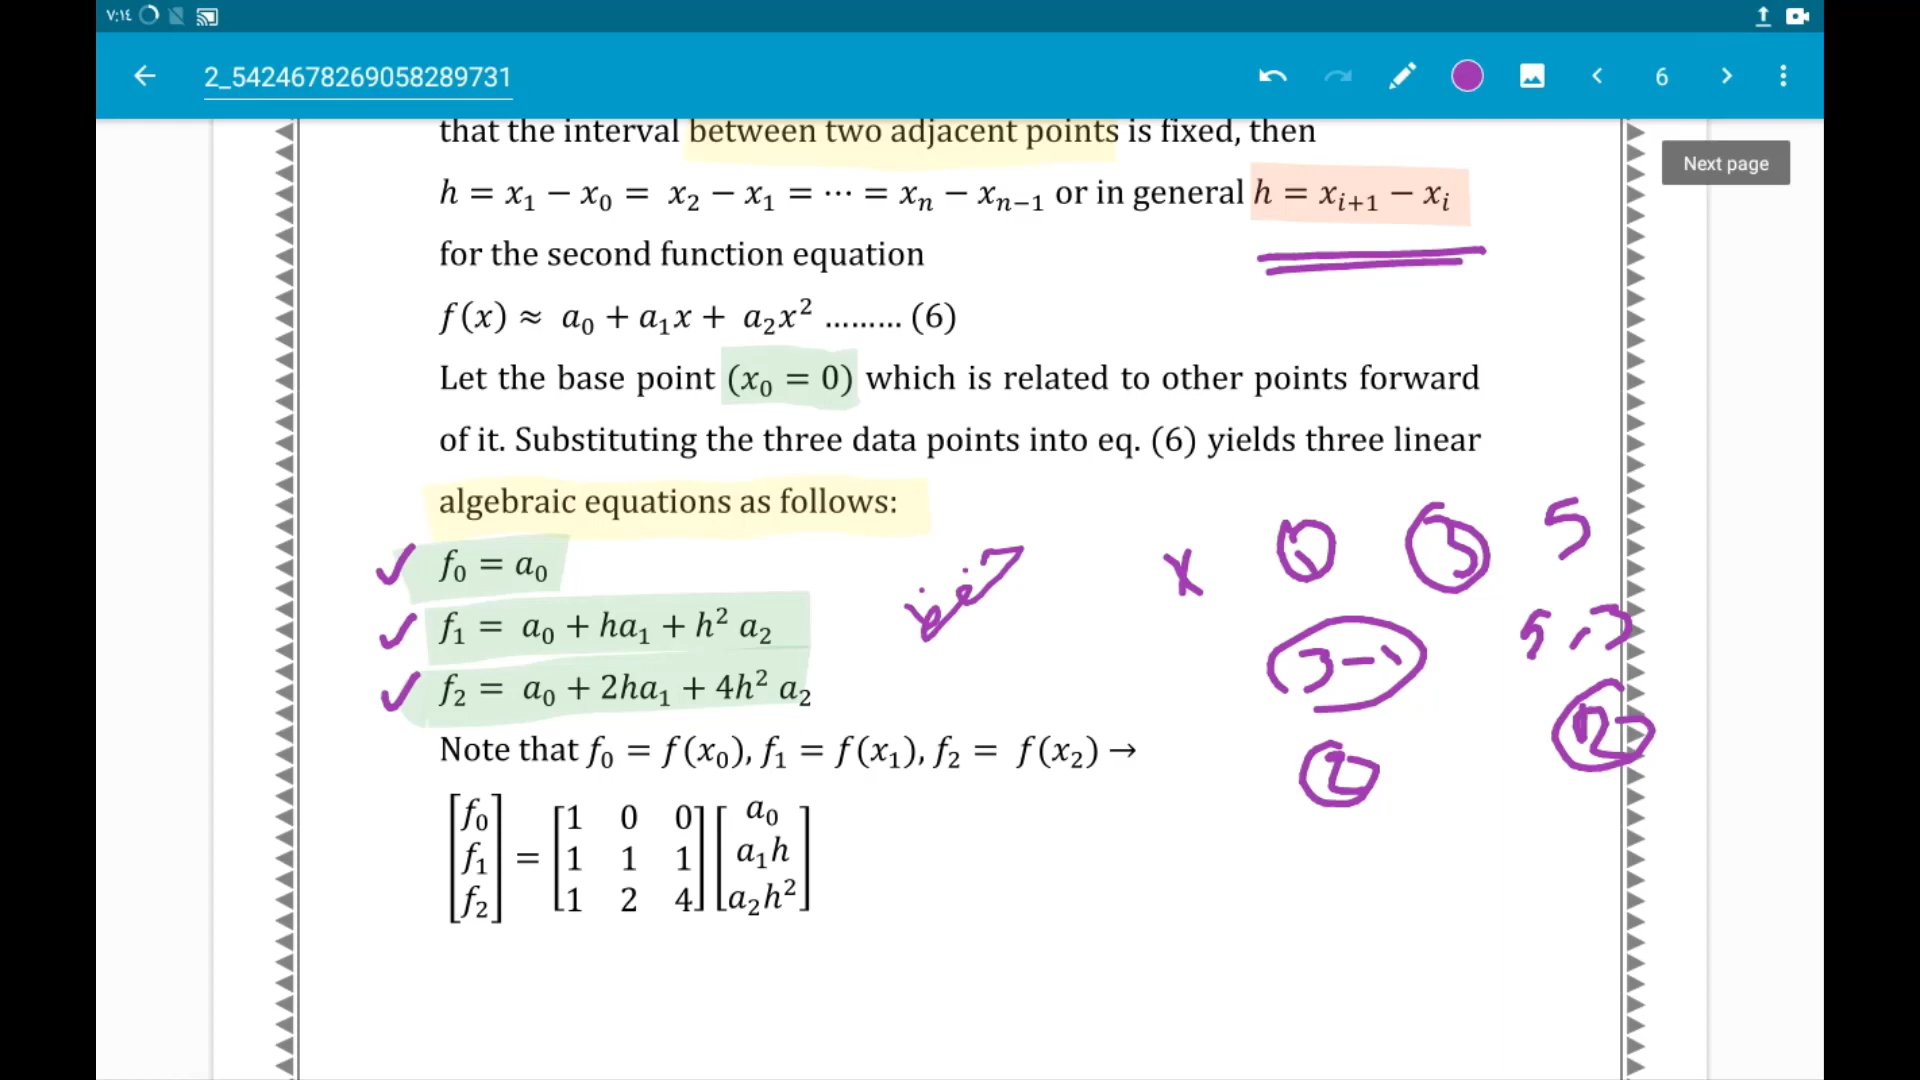 ٧:١٤
2_5424678269058289731
6
Next page
that the interval between two adjacent points is fixed, then
h = x₁ − x₀ = x₂ − x₁ = ⋯ = xₙ − xₙ₋₁ or in general h = xᵢ₊₁ − xᵢ
for the second function equation
f(x) ≈ a₀ + a₁x + a₂x² ......... (6)
Let the base point (x₀ = 0) which is related to other points forward
of it. Substituting the three data points into eq. (6) yields three linear
algebraic equations as follows:
f₀ = a₀
f₁ = a₀ + ha₁ + h² a₂
f₂ = a₀ + 2ha₁ + 4h² a₂
x 3 5
3-1 5-3
2 2
Note that f₀ = f(x₀), f₁ = f(x₁), f₂ = f(x₂) →
[f₀] [1 0 0] [a₀]
[f₁] = [1 1 1] [a₁h]
[f₂] [1 2 4] [a₂h²]